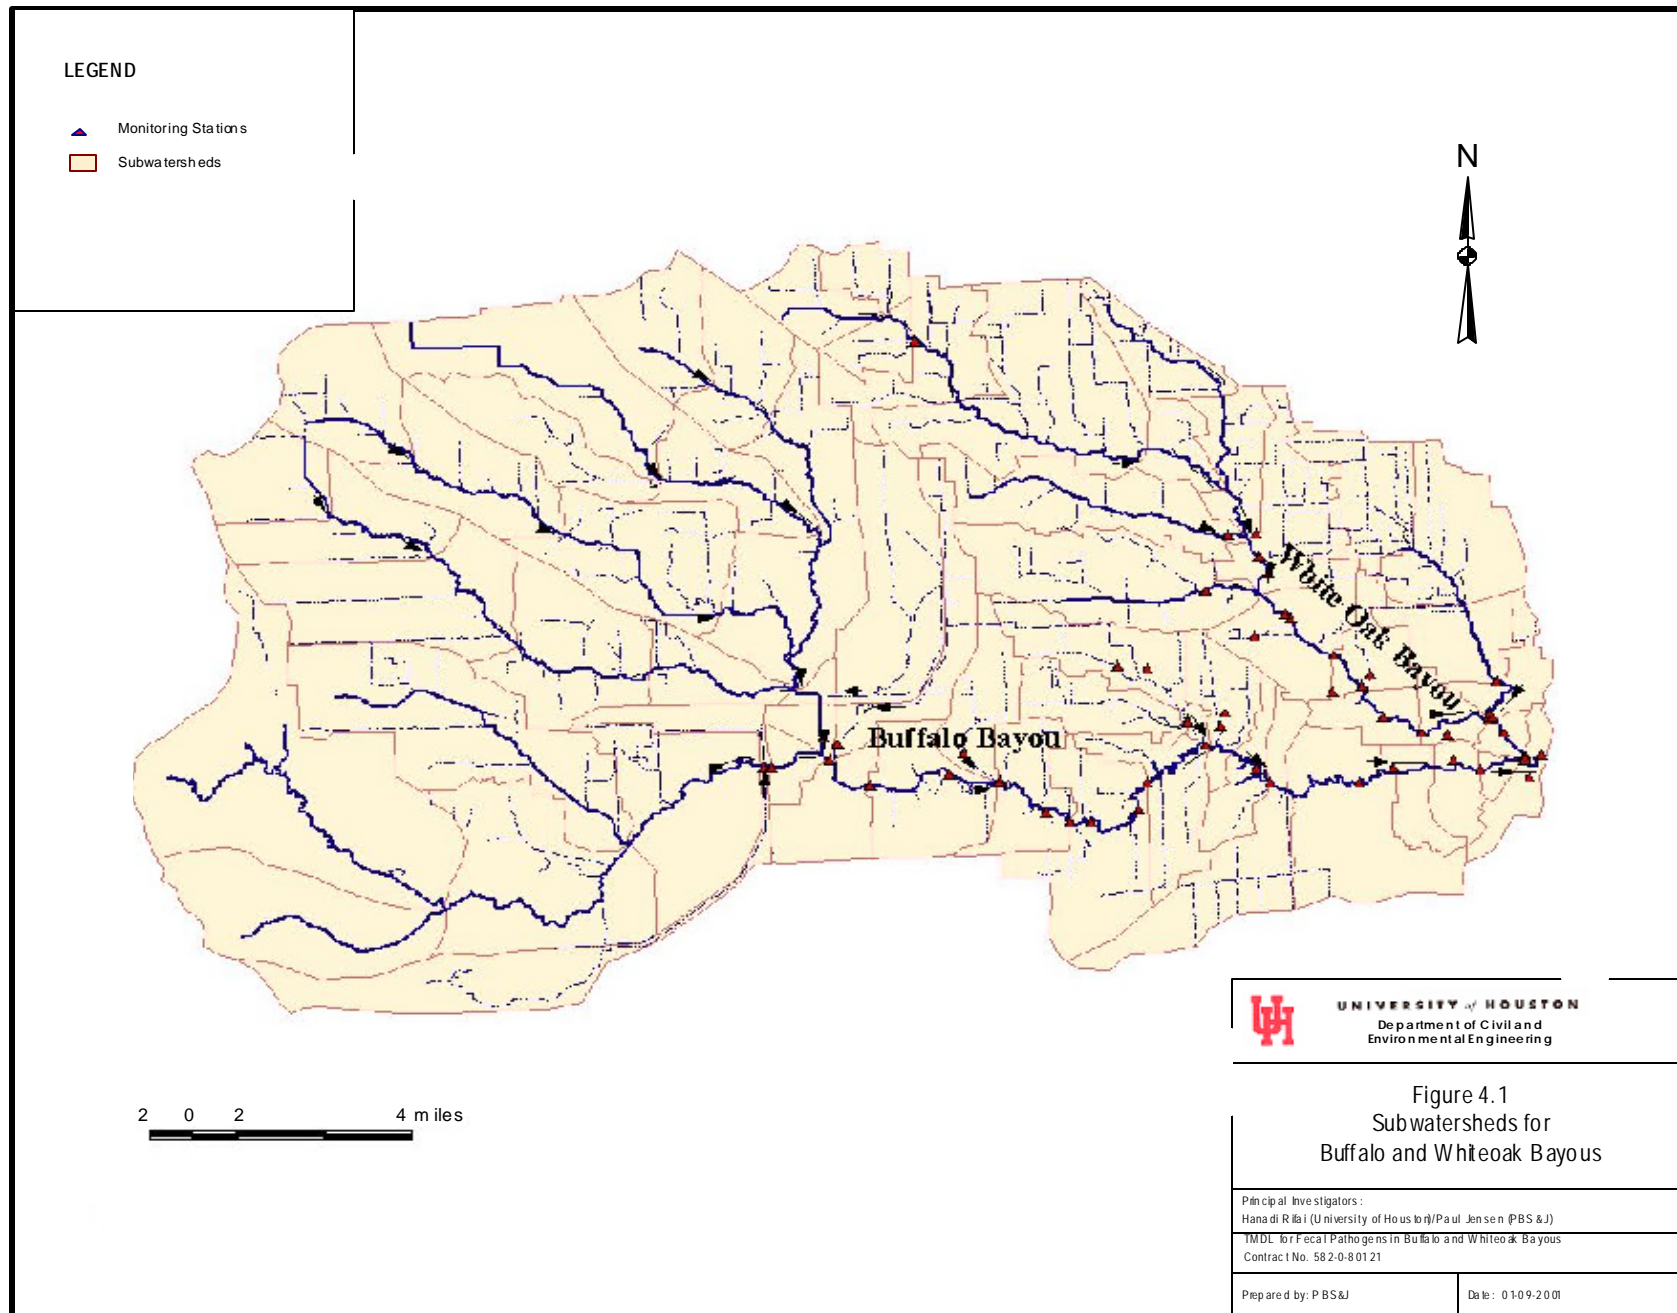 LEGEND
Monitoring Stations
Subwatersheds
N
White Oak Bayou
Buffalo Bayou
2 0 2 4 miles
UH
UNIVERSITY of HOUSTON
Department of Civil and
Environmental Engineering
Figure 4.1
Subwatersheds for
Buffalo and Whiteoak Bayous
Principal Investigators:
Hanadi Rifai (University of Houston)/Paul Jensen (PBS&J)
TMDL for Fecal Pathogens in Buffalo and Whiteoak Bayous
Contract No. 582-0-80121
Prepared by: PBS&J
Date: 01-09-2001